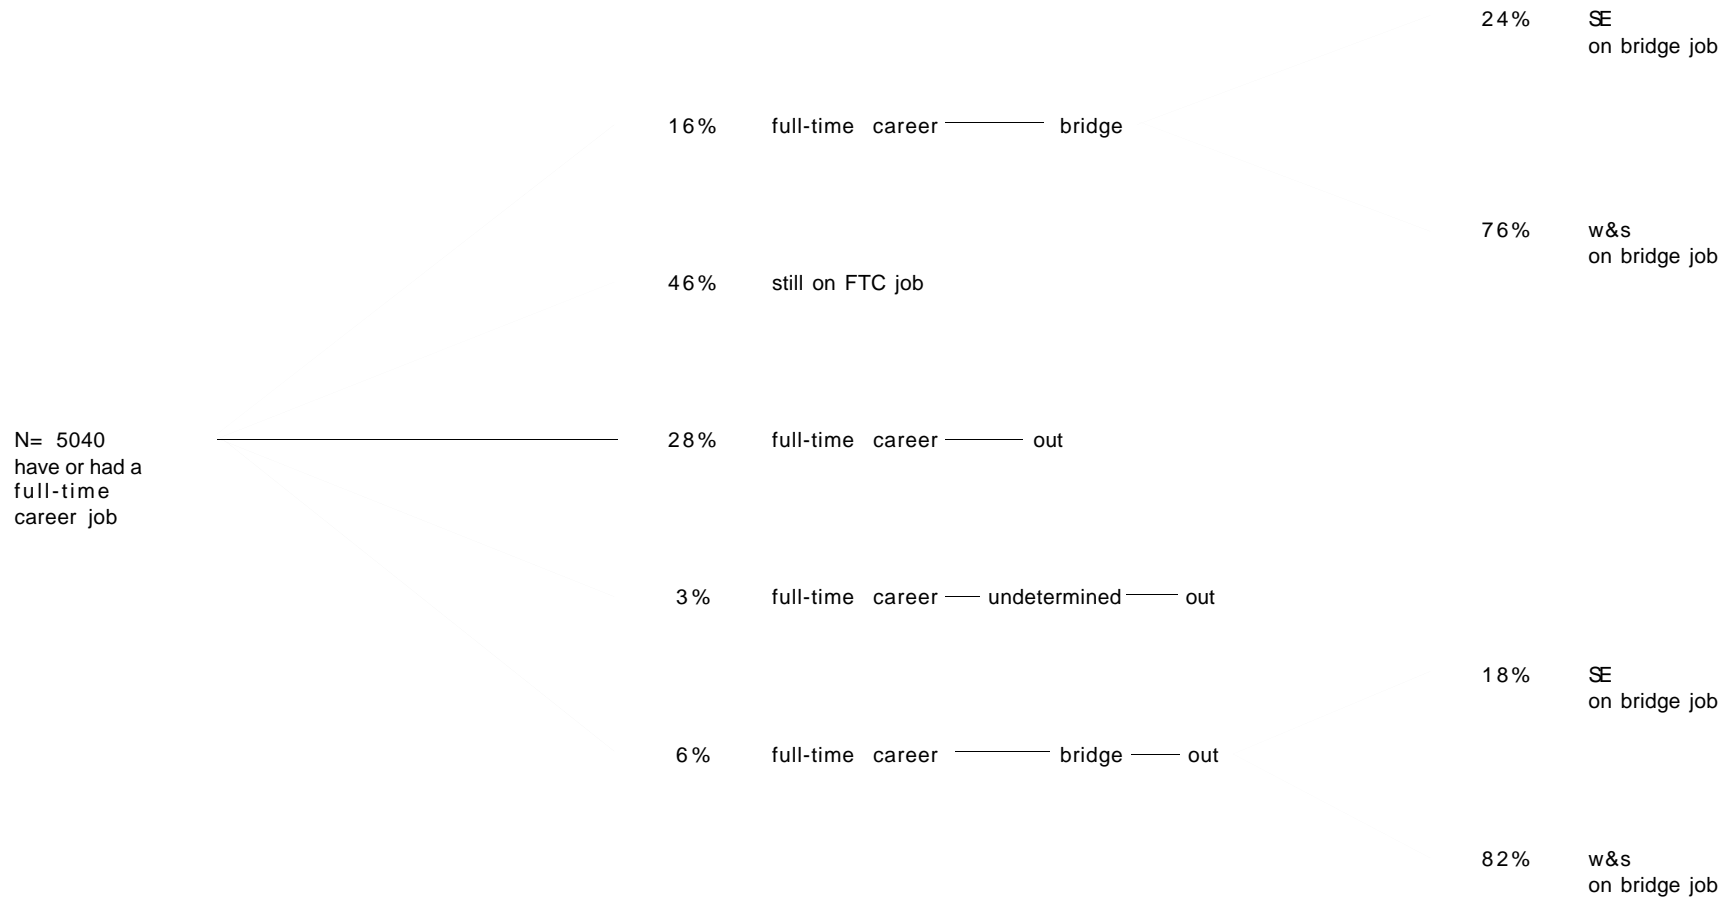 24% SE
on bridge job
16% full-time career bridge
76% w&s
on bridge job
46% still on FTC job
N= 5040 28% full-time career out
have or had a
full-time
career job
3% full-time career undetermined out
18% SE
on bridge job
6% full-time career bridge out
82% w&s
on bridge job